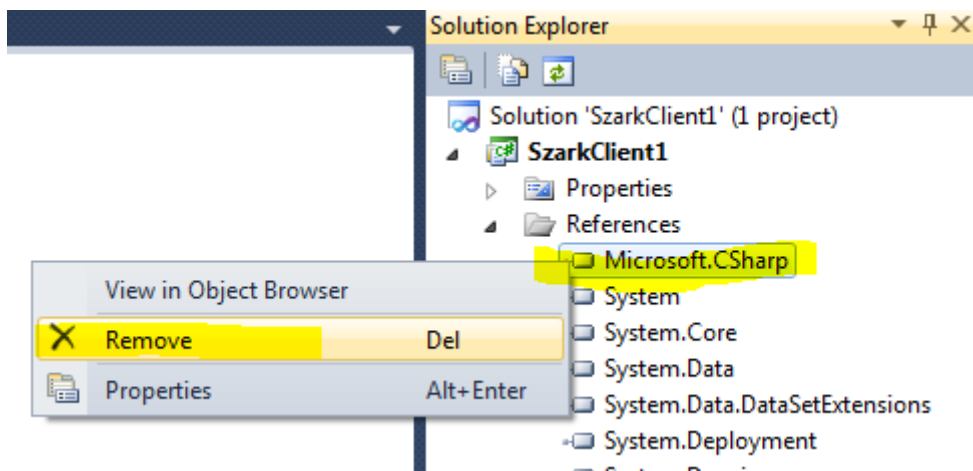 Solution Explorer
Solution 'SzarkClient1' (1 project)
C#
SzarkClient1
Properties
References
Microsoft.CSharp
View in Object Browser
System
Remove Del
System.Core
System.Data
Properties Alt+Enter
System.Data.DataSetExtensions
System.Deployment